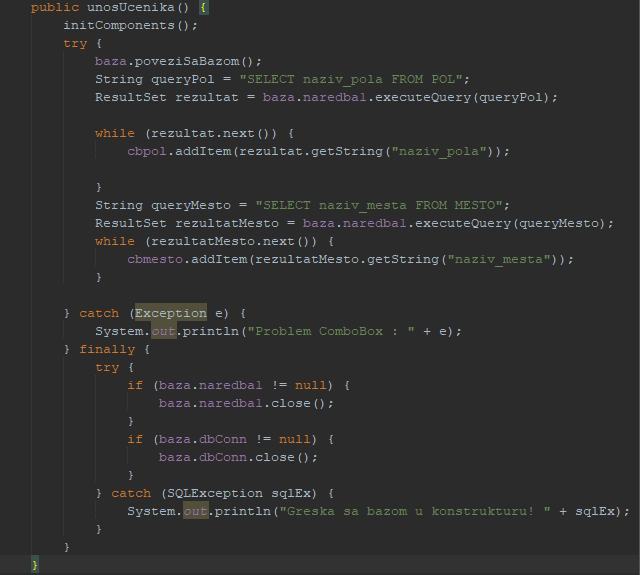 public unosUcenika() {
initComponents();
try {
baza.poveziSaBazom();
String queryPol = "SELECT naziv_pola FROM POL";
ResultSet rezultat = baza.naredba1.executeQuery(queryPol);
while (rezultat.next()) {
cbpol.addItem(rezultat.getString("naziv_pola"));
}
String queryMesto = "SELECT naziv_mesta FROM MESTO";
ResultSet rezultatMesto = baza.naredba1.executeQuery(queryMesto);
while (rezultatMesto.next()) {
cbmesto.addItem(rezultatMesto.getString("naziv_mesta"));
}
} catch (Exception e) {
System.out.println("Problem ComboBox : " + e);
} finally {
try {
if (baza.naredba1 != null) {
baza.naredba1.close();
}
if (baza.dbConn != null) {
baza.dbConn.close();
}
} catch (SQLException sqlEx) {
System.out.println("Greska sa bazom u konstrukturu! " + sqlEx);
}
}
}